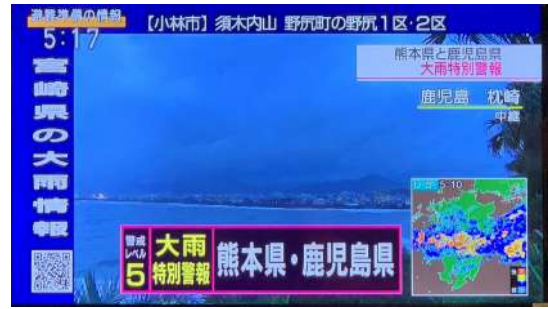 避難準備の情報
【小林市】須木内山 野尻町の野尻1区・2区
5:17
宮崎県の大雨情報
熊本県と鹿児島県
大雨特別警報
鹿児島 枕崎
中継
5:10
警戒
レベル
5
大雨
特別警報
熊本県・鹿児島県